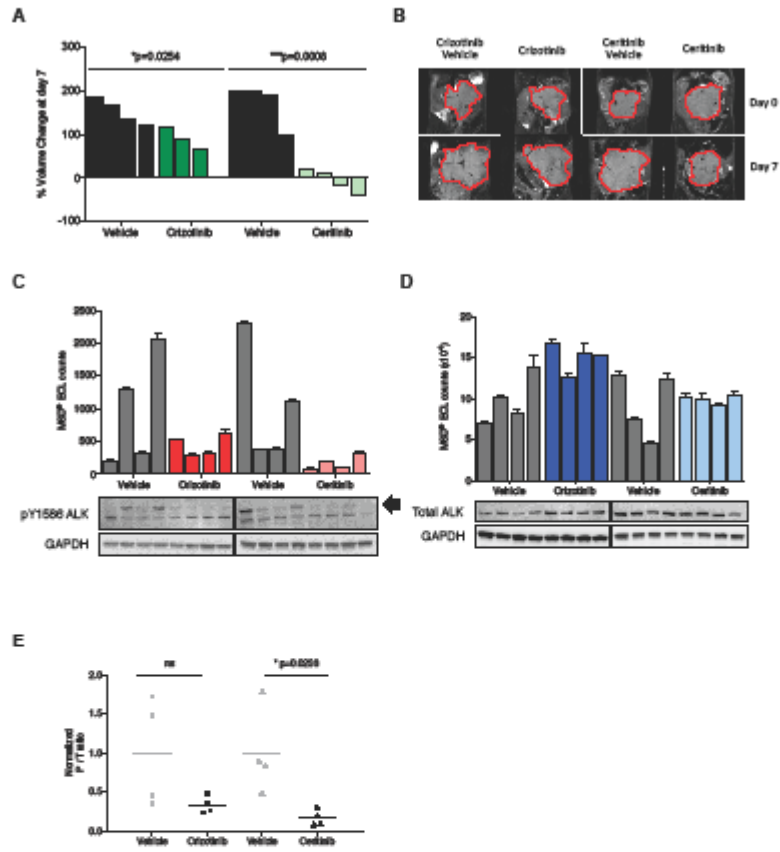 A
300
*p=0.0254
***p=0.0008
200
100
0
-100
% Volume Change at day 7
Vehicle
Crizotinib
Vehicle
Ceritinib
B
Crizotinib
Vehicle
Crizotinib
Ceritinib
Vehicle
Ceritinib
Day 0
Day 7
C
2500
2000
1500
1000
500
0
MSD® ECL counts
Vehicle
Crizotinib
Vehicle
Ceritinib
pY1586 ALK
GAPDH
D
20
15
10
5
0
Vehicle
Crizotinib
Vehicle
Ceritinib
Total ALK
GAPDH
E
ns
2.0
1.5
1.0
0.5
0.0
Normalized
P / T ratio
Vehicle
Crizotinib
Vehicle
Ceritinib